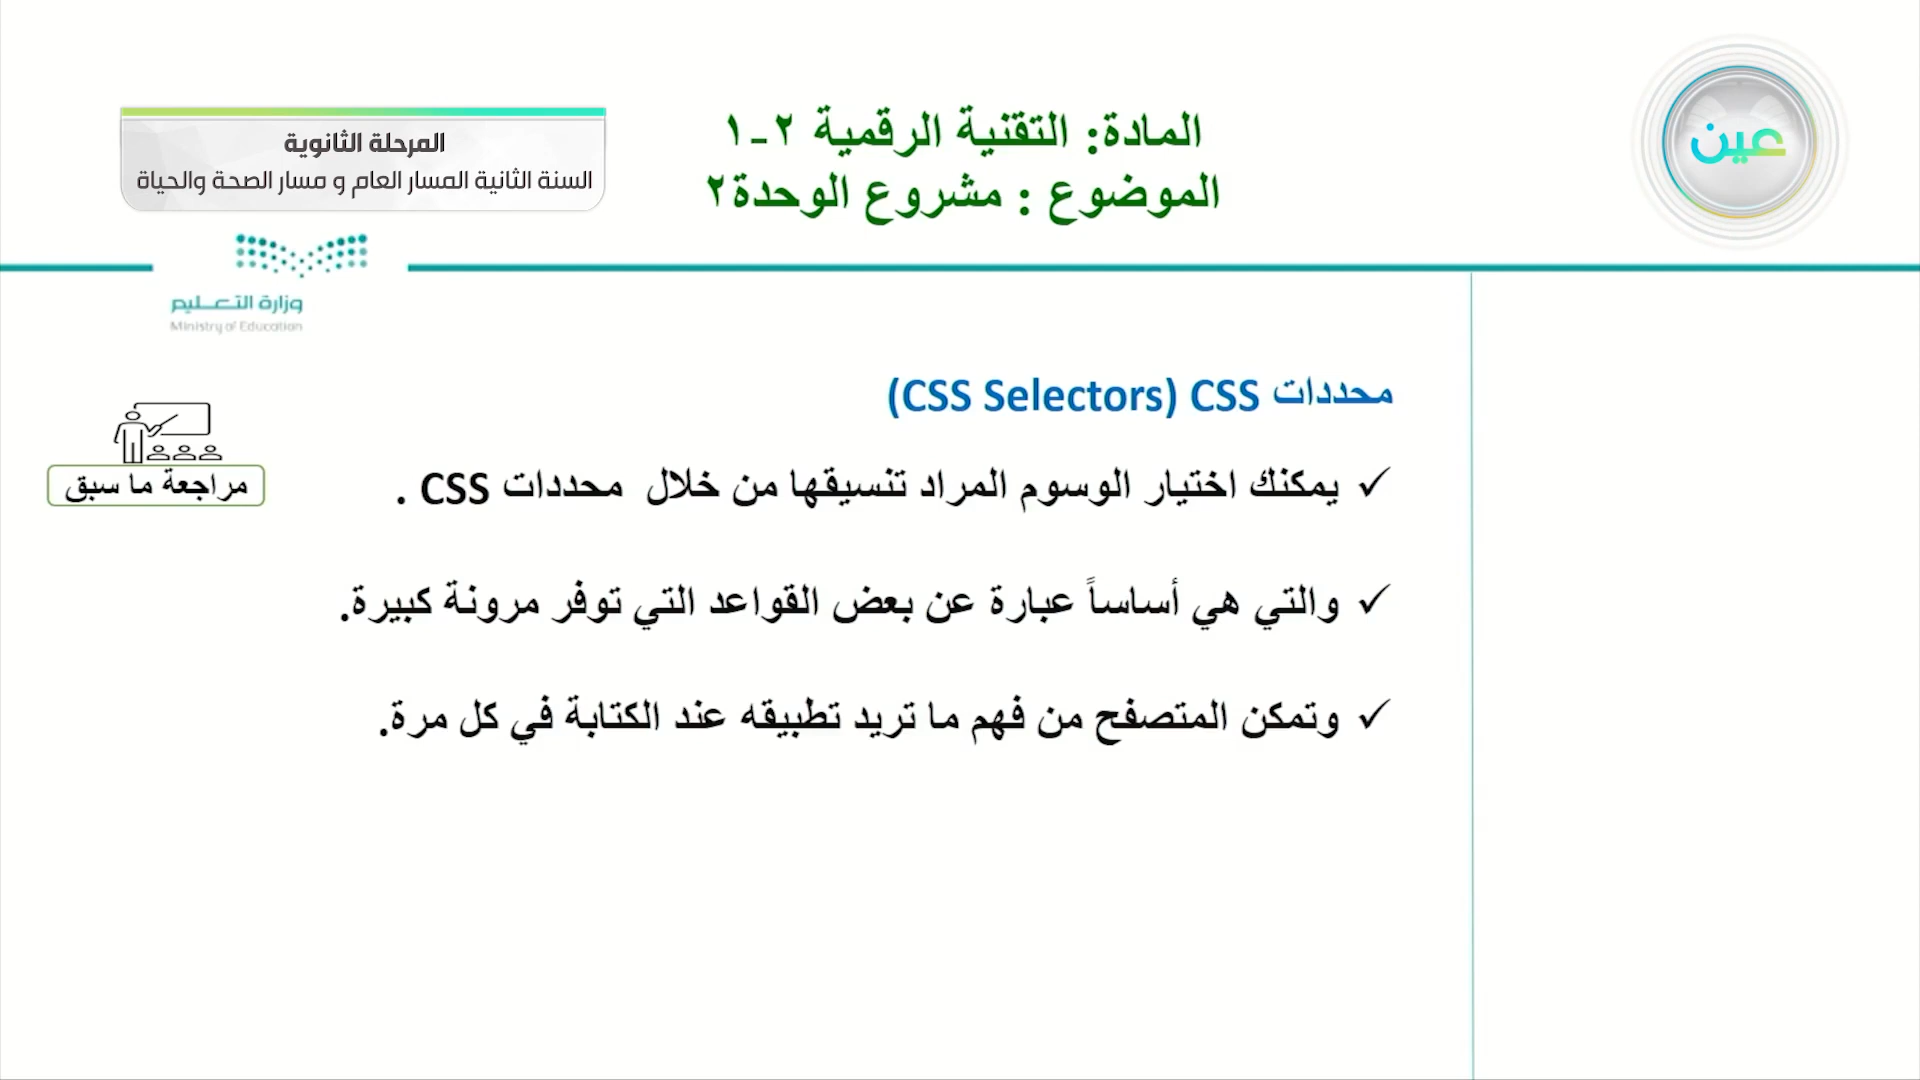 عين
المادة: التقنية الرقمية ٢-١
الموضوع : مشروع الوحدة٢
المرحلة الثانوية
السنة الثانية المسار العام و مسار الصحة والحياة
وزارة التعـــليم
Ministry of Education
محددات CSS (CSS Selectors)
✓ يمكنك اختيار الوسوم المراد تنسيقها من خلال محددات CSS .
✓ والتي هي أساساً عبارة عن بعض القواعد التي توفر مرونة كبيرة.
✓ وتمكن المتصفح من فهم ما تريد تطبيقه عند الكتابة في كل مرة.
مراجعة ما سبق